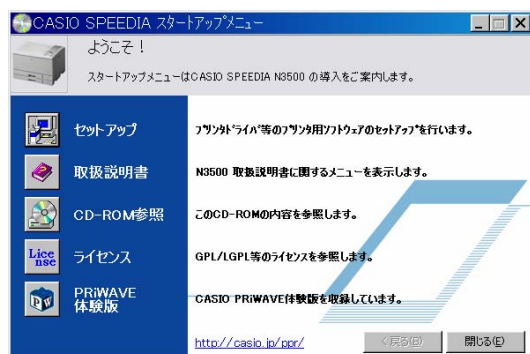 CASIO SPEEDIA スタートアップメニュー
ようこそ！
スタートアップメニューはCASIO SPEEDIA N3500 の導入をご案内します。
セットアップ
プリンタドライバ等のプリンタ用ソフトウェアのセットアップを行います。
取扱説明書
N3500 取扱説明書に関するメニューを表示します。
CD-ROM参照
このCD-ROMの内容を参照します。
Lice
nse
ライセンス
GPL/LGPL等のライセンスを参照します。
PW
PRiWAVE
体験版
CASIO PRiWAVE体験版を収録しています。
http://casio.jp/ppr/
<戻る(B)
閉じる(E)